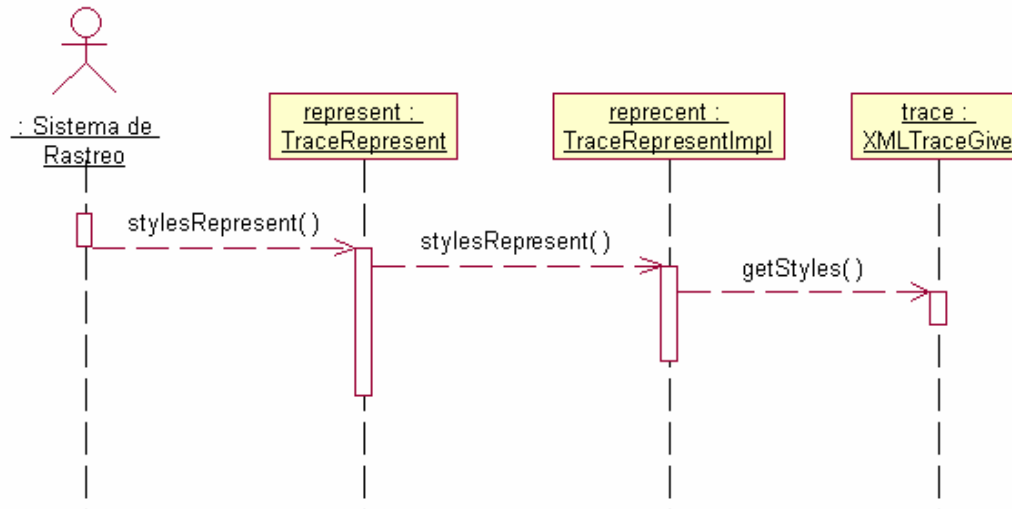 : Sistema de
Rastreo
represent :
TraceRepresent
reprecent :
TraceRepresentImpl
trace :
XMLTraceGive
stylesRepresent( )
stylesRepresent( )
getStyles( )